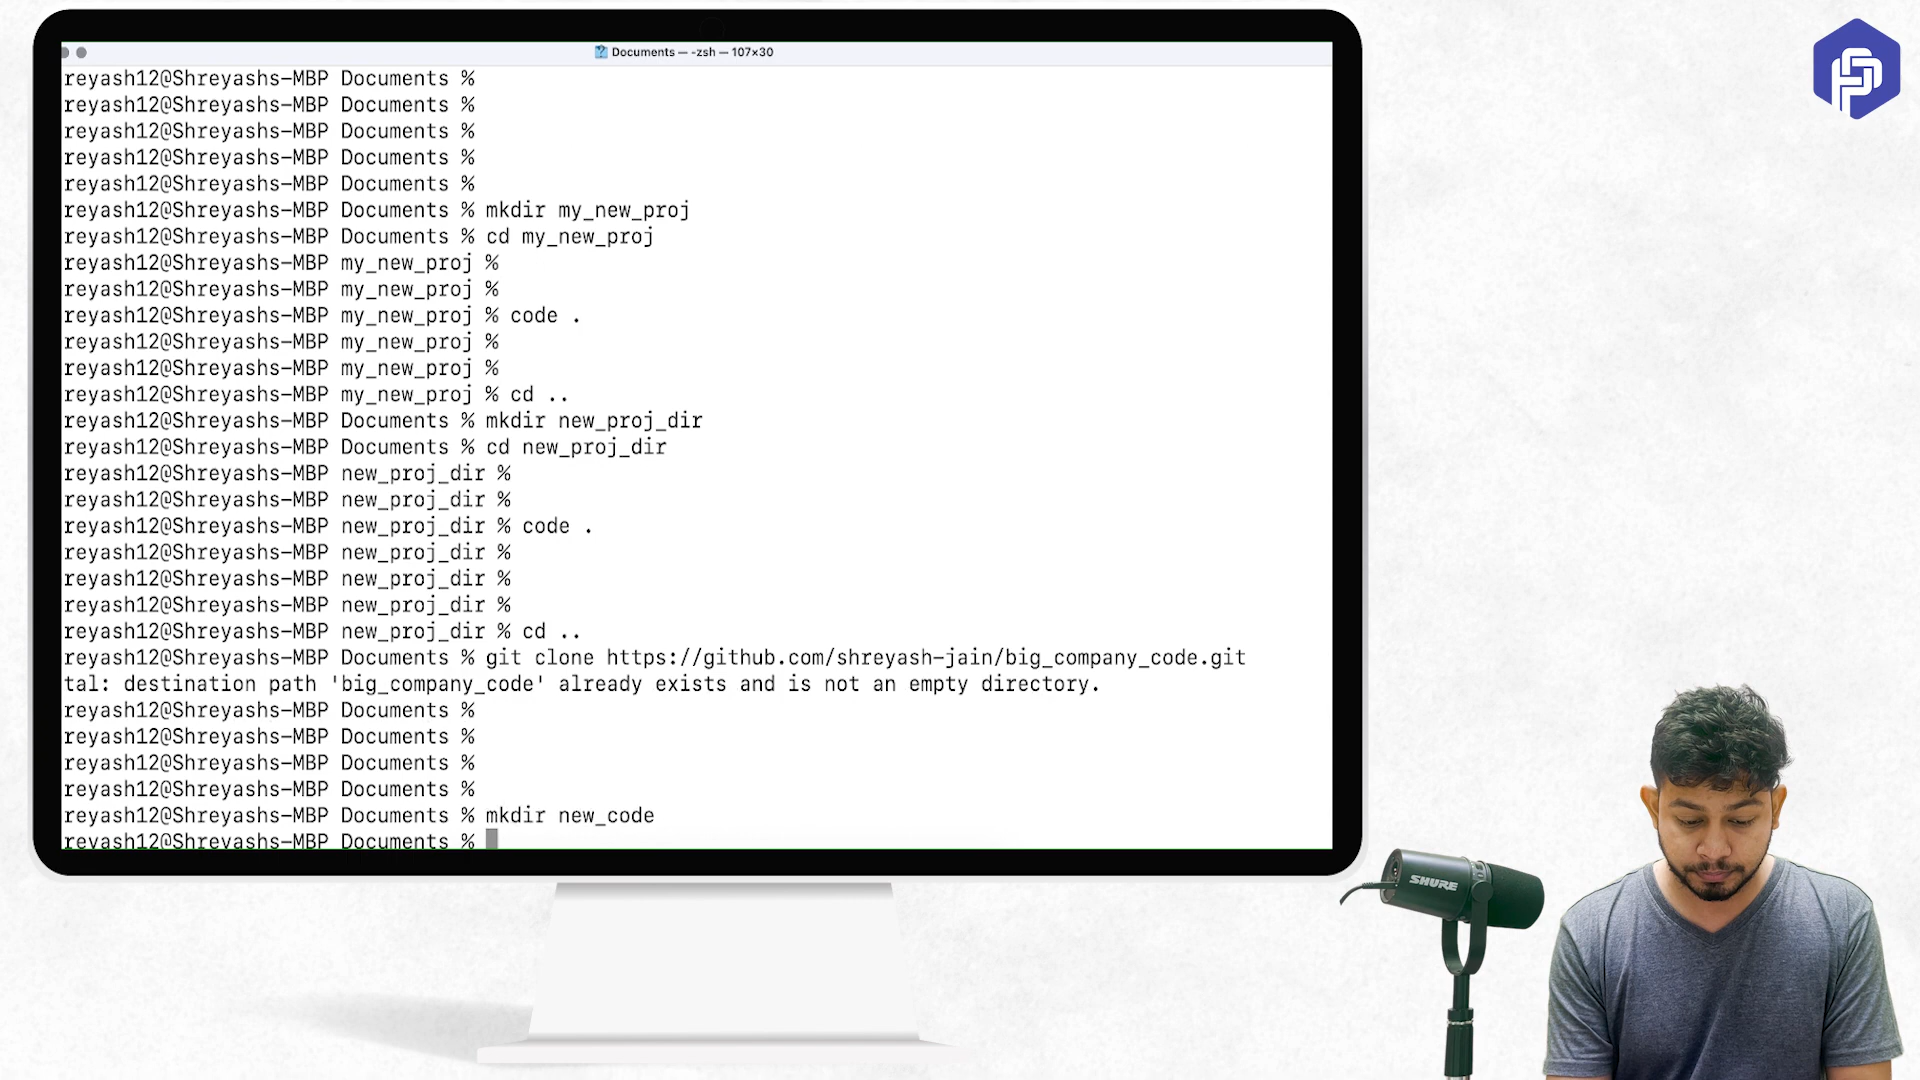 Documents — -zsh — 107×30
reyash12@Shreyashs-MBP Documents %
reyash12@Shreyashs-MBP Documents %
reyash12@Shreyashs-MBP Documents %
reyash12@Shreyashs-MBP Documents %
reyash12@Shreyashs-MBP Documents %
reyash12@Shreyashs-MBP Documents % mkdir my_new_proj
reyash12@Shreyashs-MBP Documents % cd my_new_proj
reyash12@Shreyashs-MBP my_new_proj %
reyash12@Shreyashs-MBP my_new_proj %
reyash12@Shreyashs-MBP my_new_proj % code .
reyash12@Shreyashs-MBP my_new_proj %
reyash12@Shreyashs-MBP my_new_proj %
reyash12@Shreyashs-MBP my_new_proj % cd ..
reyash12@Shreyashs-MBP Documents % mkdir new_proj_dir
reyash12@Shreyashs-MBP Documents % cd new_proj_dir
reyash12@Shreyashs-MBP new_proj_dir %
reyash12@Shreyashs-MBP new_proj_dir %
reyash12@Shreyashs-MBP new_proj_dir % code .
reyash12@Shreyashs-MBP new_proj_dir %
reyash12@Shreyashs-MBP new_proj_dir %
reyash12@Shreyashs-MBP new_proj_dir %
reyash12@Shreyashs-MBP new_proj_dir % cd ..
reyash12@Shreyashs-MBP Documents % git clone https://github.com/shreyash-jain/big_company_code.git
tal: destination path 'big_company_code' already exists and is not an empty directory.
reyash12@Shreyashs-MBP Documents %
reyash12@Shreyashs-MBP Documents %
reyash12@Shreyashs-MBP Documents %
reyash12@Shreyashs-MBP Documents %
reyash12@Shreyashs-MBP Documents % mkdir new_code
reyash12@Shreyashs-MBP Documents %
SHURE